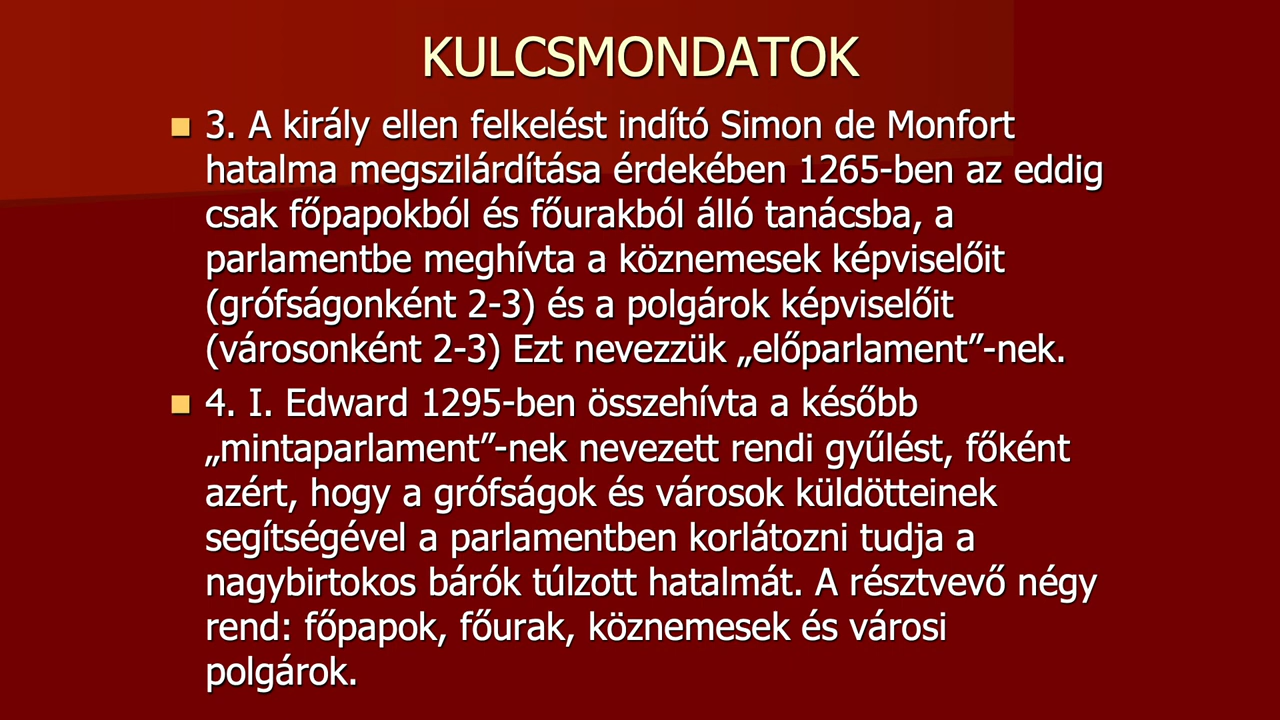 KULCSMONDATOK
3. A király ellen felkelést indító Simon de Monfort
hatalma megszilárdítása érdekében 1265-ben az eddig
csak főpapokból és főurakból álló tanácsba, a
parlamentbe meghívta a köznemesek képviselőit
(grófságonként 2-3) és a polgárok képviselőit
(városonként 2-3) Ezt nevezzük „előparlament”-nek.
4. I. Edward 1295-ben összehívta a később
„mintaparlament”-nek nevezett rendi gyűlést, főként
azért, hogy a grófságok és városok küldötteinek
segítségével a parlamentben korlátozni tudja a
nagybirtokos bárók túlzott hatalmát. A résztvevő négy
rend: főpapok, főurak, köznemesek és városi
polgárok.